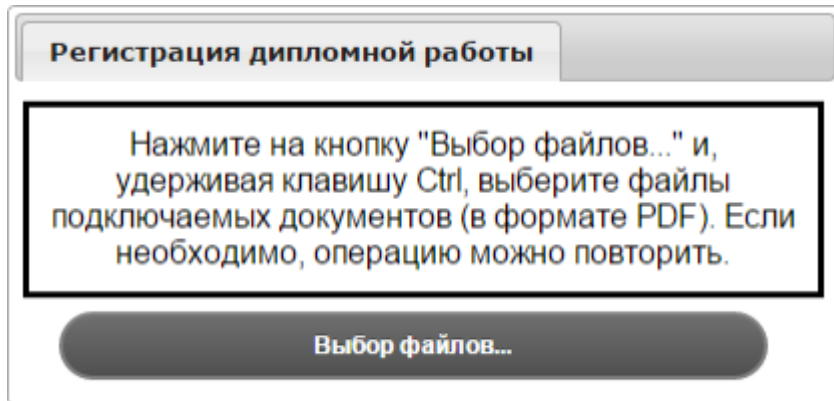 Регистрация дипломной работы
Нажмите на кнопку "Выбор файлов..." и,
удерживая клавишу Ctrl, выберите файлы
подключаемых документов (в формате PDF). Если
необходимо, операцию можно повторить.
Выбор файлов...